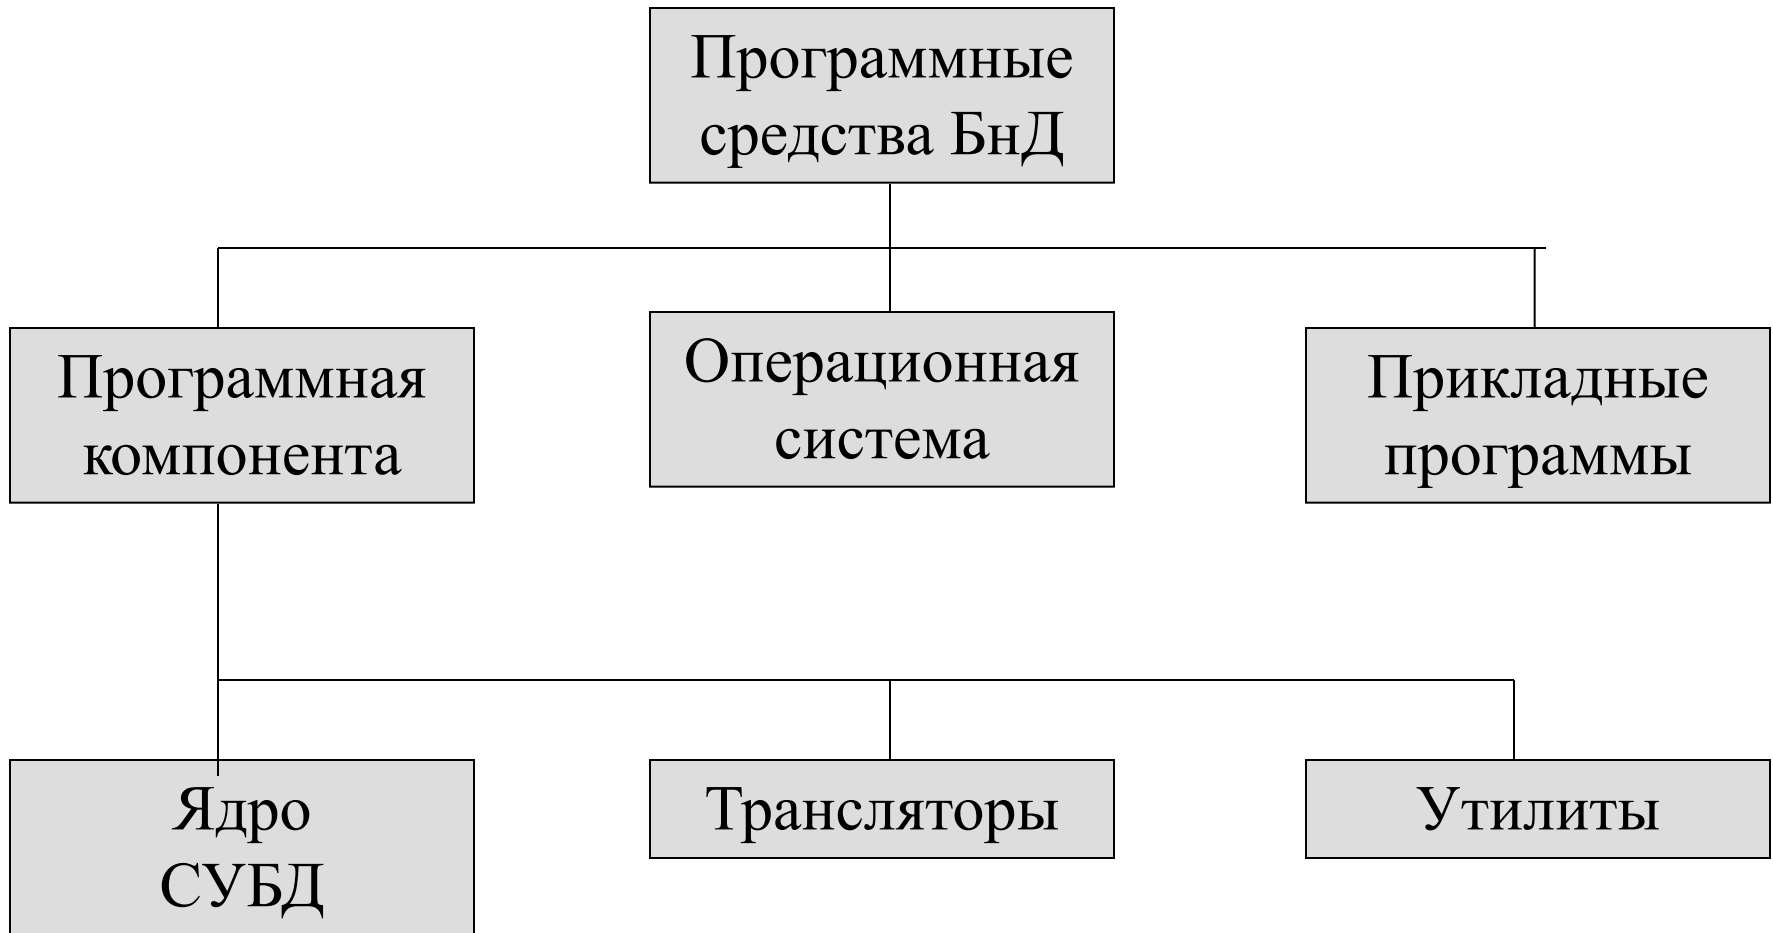 Программные
средства БнД
Программная
компонента
Операционная
система
Прикладные
программы
Ядро
СУБД
Трансляторы
Утилиты